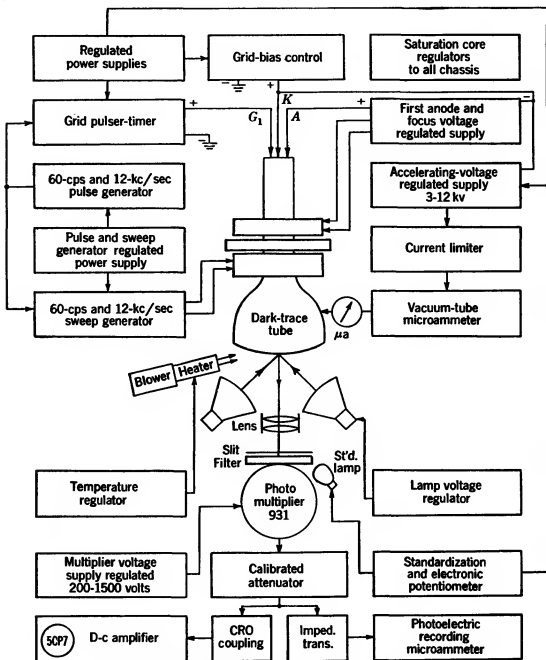 Regulated
power supplies
Grid-bias control
Saturation core
regulators
to all chassis
+
K
−
Grid pulser-timer
+
G₁
A
+
First anode and
focus voltage
regulated supply
60-cps and 12-kc/sec
pulse generator
Accelerating-voltage
regulated supply
3-12 kv
Pulse and sweep
generator regulated
power supply
Current limiter
60-cps and 12-kc/sec
sweep generator
Dark-trace
tube
μa
Vacuum-tube
microammeter
Blower
Heater
Lens
Slit
Filter
St'd.
lamp
Temperature
regulator
Photo
multiplier
931
Lamp voltage
regulator
Multiplier voltage
supply regulated
200-1500 volts
Calibrated
attenuator
Standardization
and electronic
potentiometer
5CP7
D-c amplifier
CRO
coupling
Imped.
trans.
Photoelectric
recording
microammeter